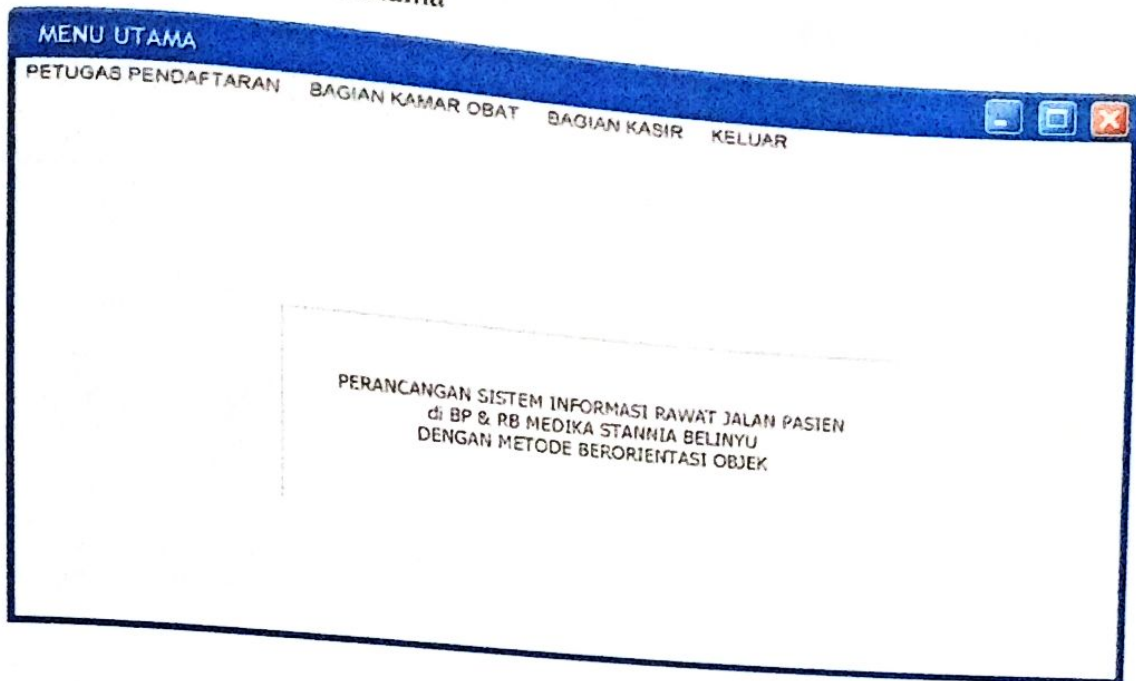 MENU UTAMA
PETUGAS PENDAFTARAN BAGIAN KAMAR OBAT BAGIAN KASIR KELUAR
PERANCANGAN SISTEM INFORMASI RAWAT JALAN PASIEN
di BP & RB MEDIKA STANNIA BELINYU
DENGAN METODE BERORIENTASI OBJEK